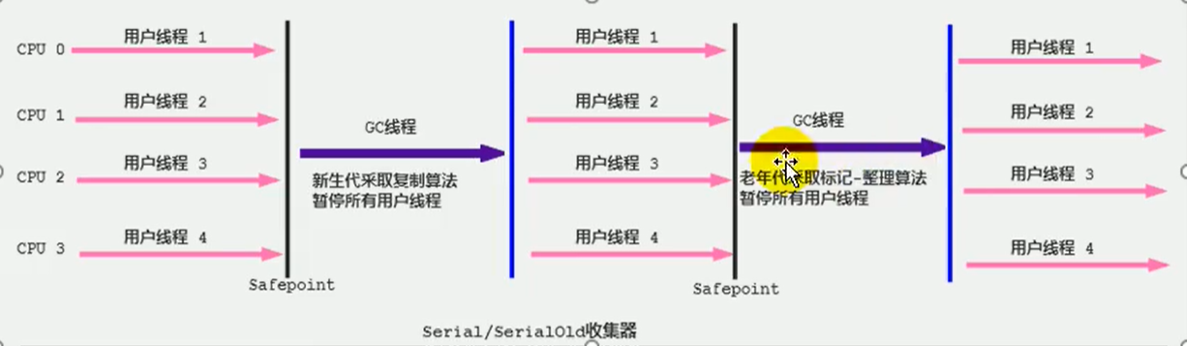 CPU 0
用户线程 1
用户线程 1
用户线程 1
CPU 1
用户线程 2
用户线程 2
用户线程 2
GC线程
GC线程
CPU 2
用户线程 3
用户线程 3
用户线程 3
新生代采取复制算法
暂停所有用户线程
老年代采取标记-整理算法
暂停所有用户线程
CPU 3
用户线程 4
用户线程 4
用户线程 4
Safepoint
Safepoint
Serial/SerialOld收集器